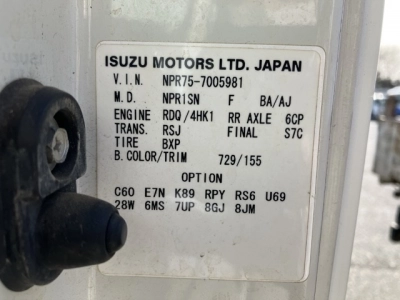 ISUZU MOTORS LTD. JAPAN
V.I.N. NPR75-7005981
M.D. NPR1SN F BA/AJ
ENGINE RDQ/4HK1 RR AXLE 6CP
TRANS. RSJ FINAL S7C
TIRE BXP
B.COLOR/TRIM 729/155
OPTION
C60 E7N K89 RPY RS6 U69
28W 6MS 7UP 8GJ 8JM